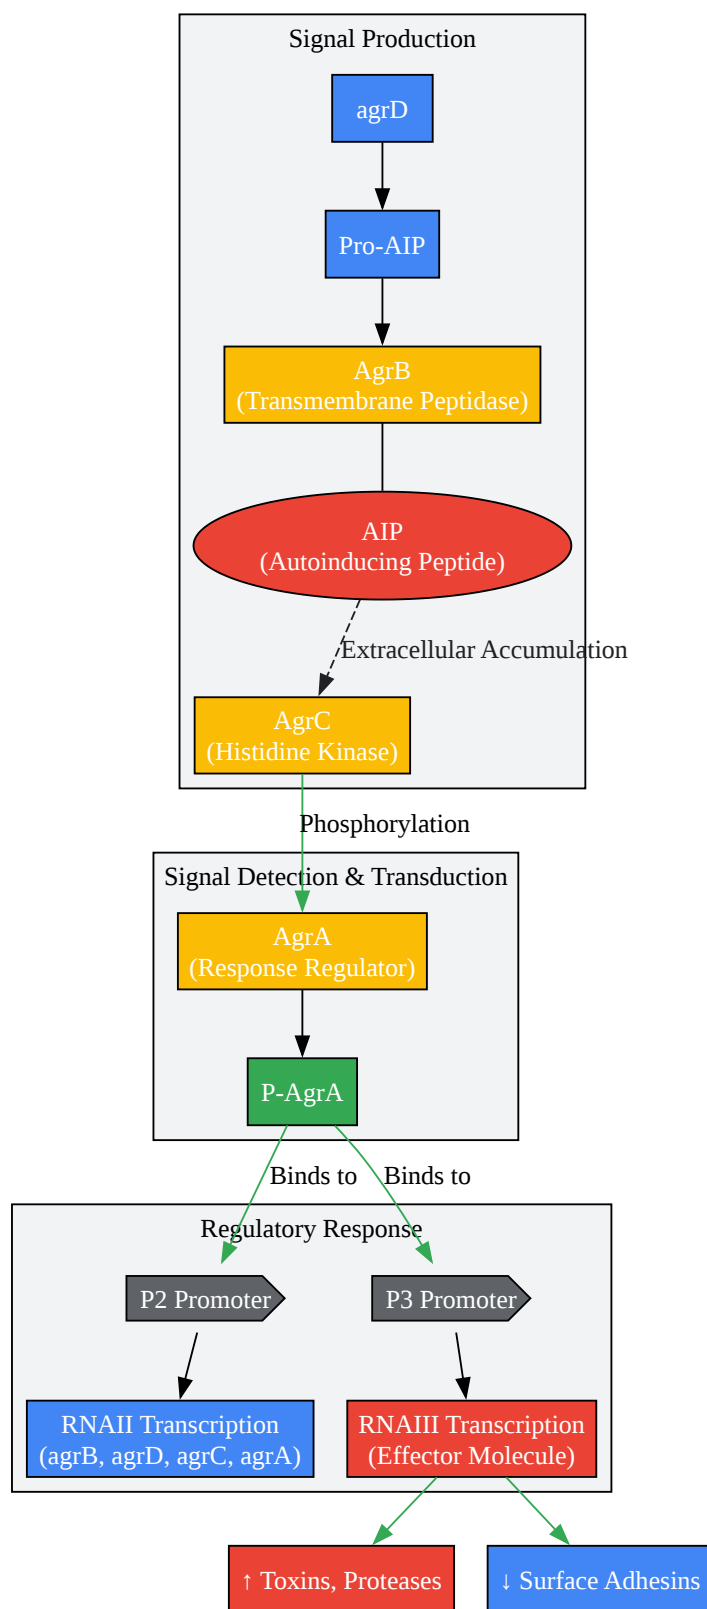 Signal Production
agrD
Pro-AIP
AgrB
(Transmembrane Peptidase)
AIP
(Autoinducing Peptide)
Extracellular Accumulation
AgrC
(Histidine Kinase)
Phosphorylation
Signal Detection & Transduction
AgrA
(Response Regulator)
P-AgrA
Binds to
Binds to
Regulatory Response
P2 Promoter
P3 Promoter
RNAII Transcription
(agrB, agrD, agrC, agrA)
RNAIII Transcription
(Effector Molecule)
↑ Toxins, Proteases
↓ Surface Adhesins